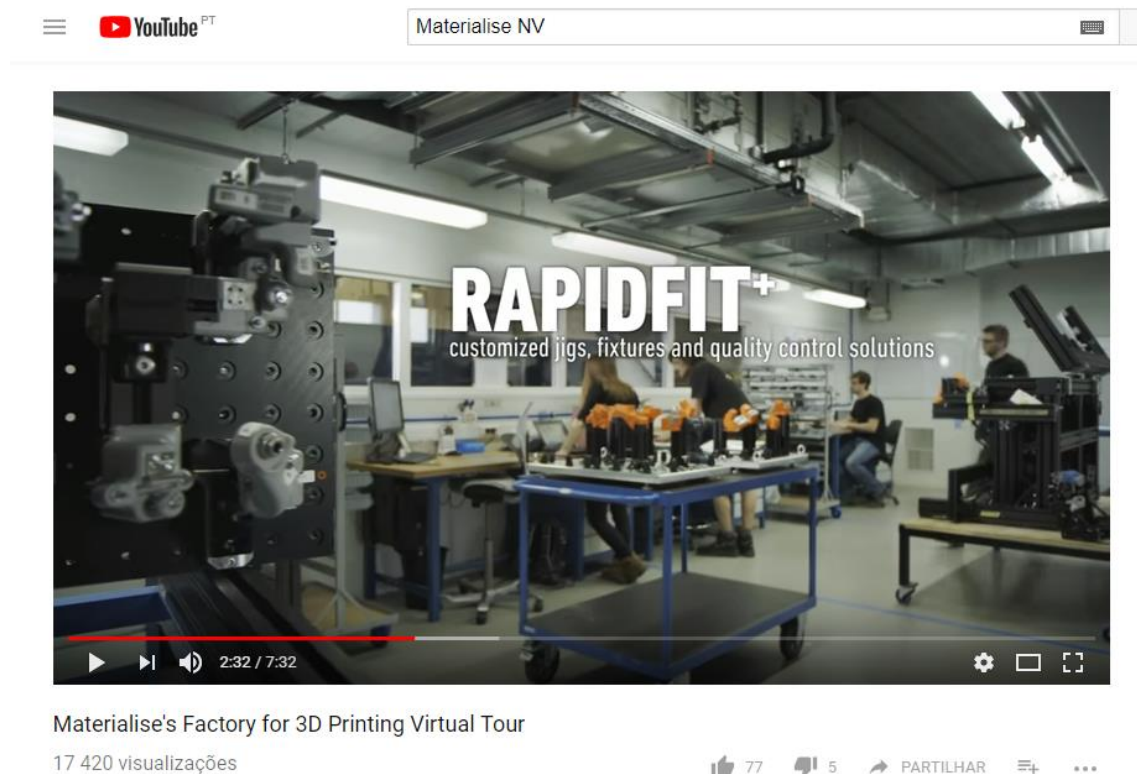 YouTube PT
Materialise NV
RAPIDFIT+
customized jigs, fixtures and quality control solutions
2:32 / 7:32
Materialise's Factory for 3D Printing Virtual Tour
17 420 visualizações
77
5
PARTILHAR